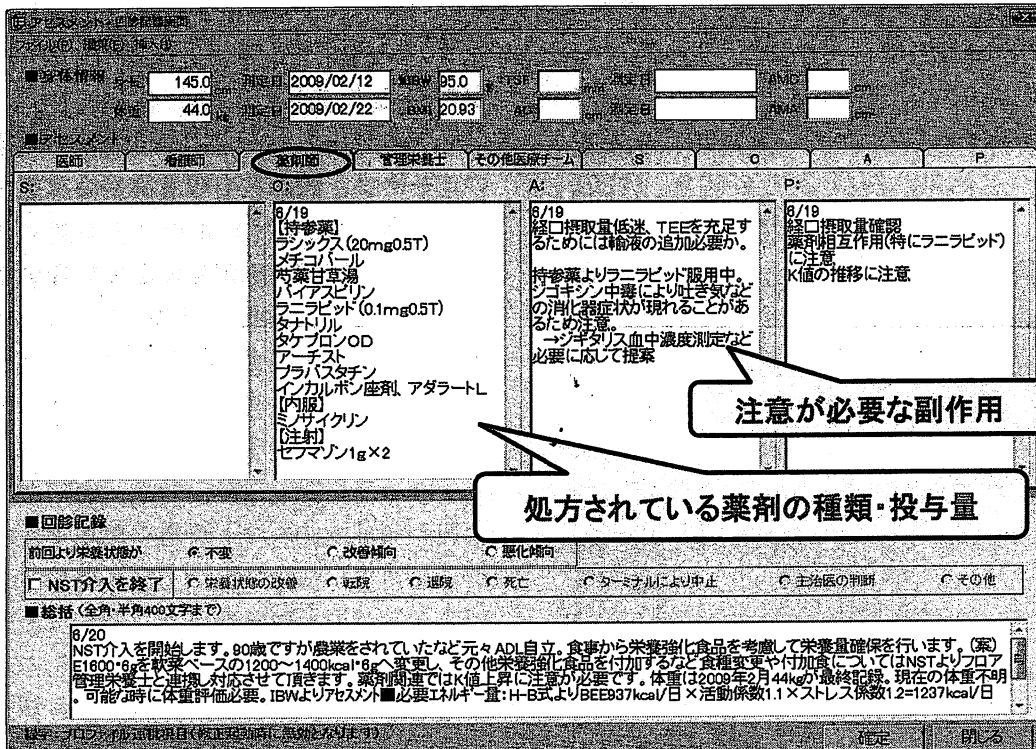 アセスメント・回診記録画面
ファイル(F) 編集(E) 挿入(I)
■身体情報 身長 145.0 cm 測定日 2009/02/12 IBW 95.0 % TSF mm 測定日 AMC cm
体重 44.0 kg 測定日 2009/02/22 BMI 20.93 AC cm 測定日 AMA
■アセスメント
医師 看護師 薬剤師 管理栄養士 その他医療チーム S O A P
S: O: A: P:
6/19
【持参薬】
ラシックス(20mg0.5T)
メチコバール
芍薬甘草湯
バイアスピリン
ラニラピッド(0.1mg0.5T)
タナトリル
タケプロンOD
アーチスト
プラバスタチン
インカルボン座剤、アダラートL
【内服】
ミノサイクリン
【注射】
セフマゾン1g×2
6/19
経口摂取量低迷、TEEを充足す
るためには輸液の追加必要か。
持参薬よりラニラピッド服用中。
ジゴキシン中毒により吐き気など
の消化器症状が現れることがあ
るため注意。
→ジギタリス血中濃度測定など
必要に応じて提案
6/19
経口摂取量確認
薬剤相互作用(特にラニラピッド)
に注意
K値の推移に注意
注意が必要な副作用
処方されている薬剤の種類・投与量
■回診記録
前回より栄養状態が 不変 改善傾向 悪化傾向
NST介入を終了 栄養状態の改善 転院 退院 死亡 ターミナルにより中止 主治医の判断 その他
■総括(全角・半角400文字まで)
6/20
NST介入を開始します。90歳ですが農業をされていたなど元々ADL自立。食事から栄養強化食品を考慮して栄養量確保を行います。(案)
E1600・6gを軟菜ベースの1200～1400kcal・6gへ変更し、その他栄養強化食品を付加するなど食種変更や付加食についてはNSTよりフロア
管理栄養士と連携し対応させて頂きます。薬剤関連ではK値上昇に注意が必要です。体重は2009年2月44kgが最終記録。現在の体重不明
。可能な時に体重評価必要。IBWよりアセスメント■必要エネルギー量:H-B式よりBEE937kcal/日×活動係数1.1×ストレス係数1.2=1237kcal/日
確定 閉じる